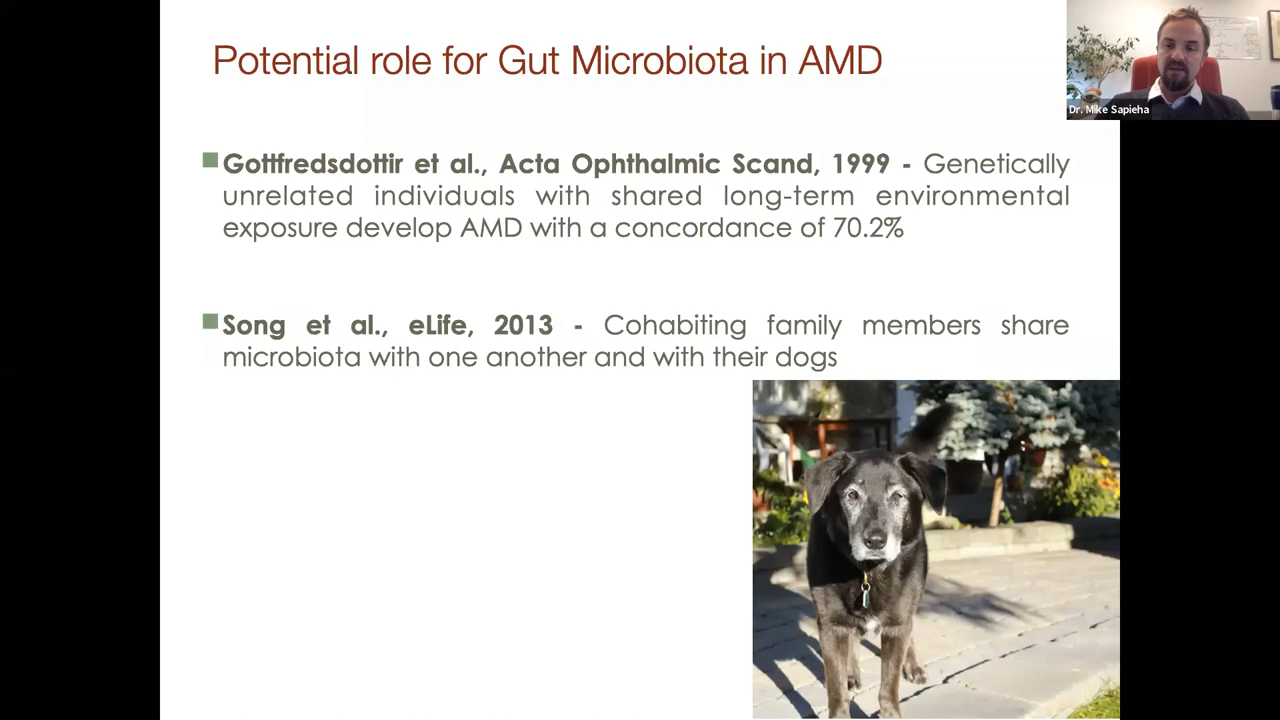 Potential role for Gut Microbiota in AMD
Dr. Mike Sapieha
Gottfredsdottir et al., Acta Ophthalmic Scand, 1999 - Genetically
unrelated individuals with shared long-term environmental
exposure develop AMD with a concordance of 70.2%
Song et al., eLife, 2013 - Cohabiting family members share
microbiota with one another and with their dogs